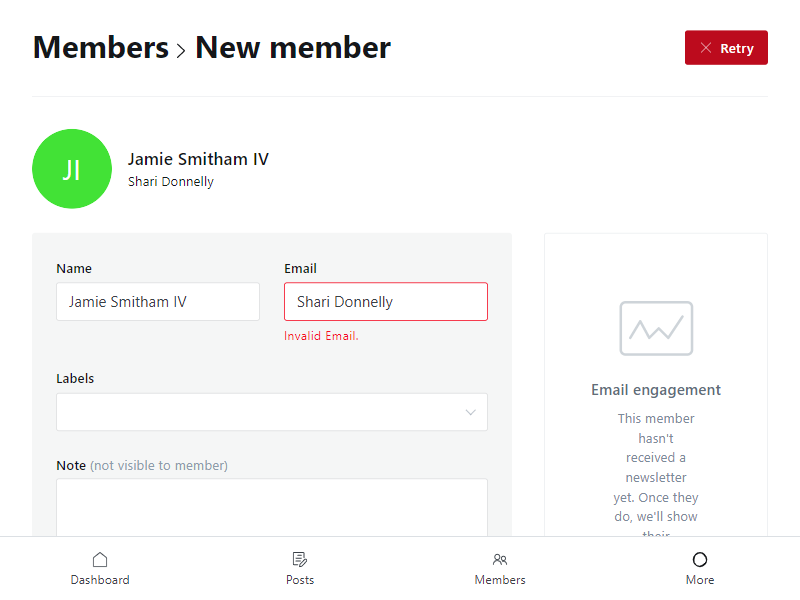 Members > New member
Retry
JI
Jamie Smitham IV
Shari Donnelly
Name
Email
Jamie Smitham IV
Shari Donnelly
Invalid Email.
Labels
Note (not visible to member)
Email engagement
This member
hasn't
received a
newsletter
yet. Once they
do, we'll show
their
Dashboard
Posts
Members
More